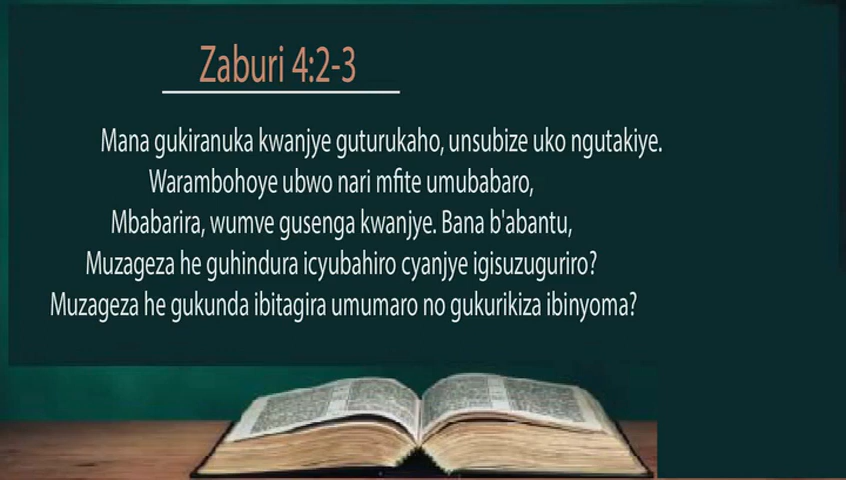 Zaburi 4:2-3
Mana gukiranuka kwanjye guturukaho, unsubize uko ngutakiye.
Warambohoye ubwo nari mfite umubabaro,
Mbabarira, wumve gusenga kwanjye. Bana b'abantu,
Muzageza he guhindura icyubahiro cyanjye igisuzuguriro?
Muzageza he gukunda ibitagira umumaro no gukurikiza ibinyoma?